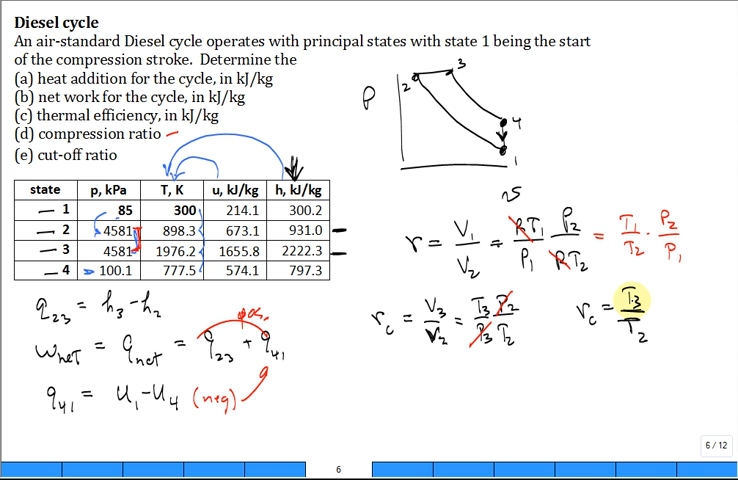 Diesel cycle
An air-standard Diesel cycle operates with principal states with state 1 being the start
of the compression stroke. Determine the
(a) heat addition for the cycle, in kJ/kg
(b) net work for the cycle, in kJ/kg
(c) thermal efficiency, in kJ/kg
(d) compression ratio
(e) cut-off ratio
P
2 3
4
1
v
state p, kPa T, K u, kJ/kg h, kJ/kg
1 85 300 214.1 300.2
2 4581 898.3 673.1 931.0
3 4581 1976.2 1655.8 2222.3
4 100.1 777.5 574.1 797.3
r = V1/V2 = RT1/P1 P2/RT2 = T1/T2 · P2/P1
q23 = h3 - h2
rc = V3/V2 = T3/P3 P2/T2
rc = T3/T2
wnet = qnet = q23 + q41
q41 = u1 - u4 (neg)
6 / 12
6